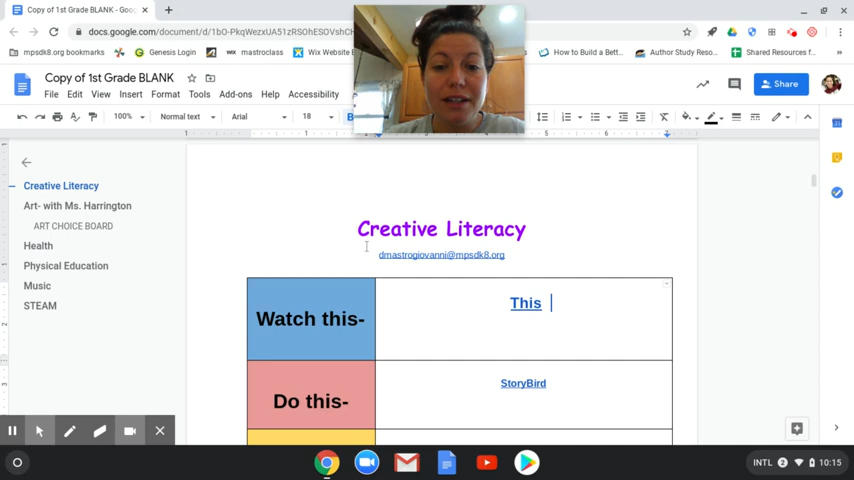 Copy of 1st Grade BLANK - Goo
docs.google.com/document/d/1bO-PkqWezxUA51zRSOhESOVshCH
mpsdk8.org bookmarks
Genesis Login
mastroclass
Wix Website E
How to Build a Bett...
Author Study Reso...
Shared Resources f...
Copy of 1st Grade BLANK
File Edit View Insert Format Tools Add-ons Help Accessibility
Share
100% Normal text Arial 18 B
Creative Literacy
Art- with Ms. Harrington
ART CHOICE BOARD
Health
Physical Education
Music
STEAM
Creative Literacy
dmastrogiovanni@mpsdk8.org
Watch this-
This
Do this-
StoryBird
INTL 2 10:15